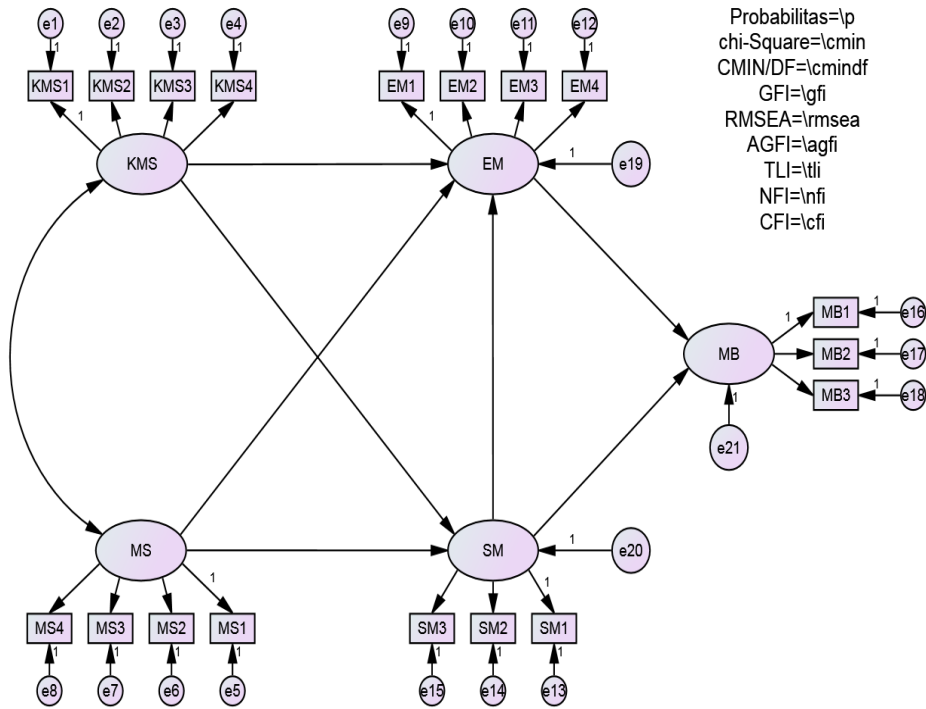 e1 e2 e3 e4
1 1 1 1
KMS1 KMS2 KMS3 KMS4
1
KMS
e9 e10 e11 e12
1 1 1 1
EM1 EM2 EM3 EM4
1
EM
1 e19
Probabilitas=\p
chi-Square=\cmin
CMIN/DF=\cmindf
GFI=\gfi
RMSEA=\rmsea
AGFI=\agfi
TLI=\tli
NFI=\nfi
CFI=\cfi
MB
1 MB1 1 e16
MB2 1 e17
MB3 1 e18
1
e21
MS
1
MS4 MS3 MS2 MS1
1 1 1 1
e8 e7 e6 e5
SM
1 e20
1
SM3 SM2 SM1
1 1 1
e15 e14 e13